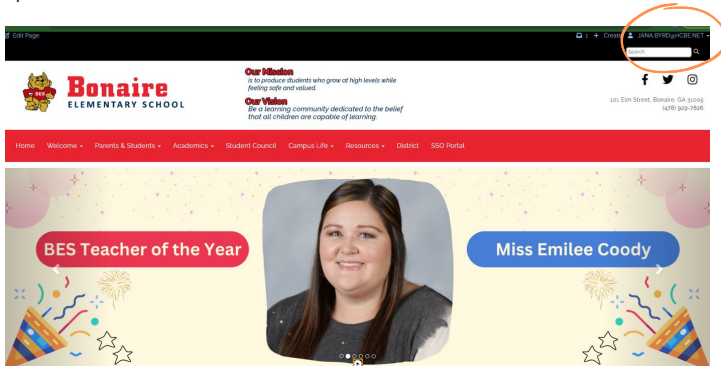 Edit Page
1 + Create JANA.BYRD@HCBE.NET
Search
BES
Bonaire
ELEMENTARY SCHOOL
Our Mission
is to produce students who grow at high levels while
feeling safe and valued.
Our Vision
Be a learning community dedicated to the belief
that all children are capable of learning.
101 Elm Street, Bonaire, GA 31005
(478) 929-7826
Home Welcome Parents & Students Academics Student Council Campus Life Resources District SSO Portal
BES Teacher of the Year
Miss Emilee Coody